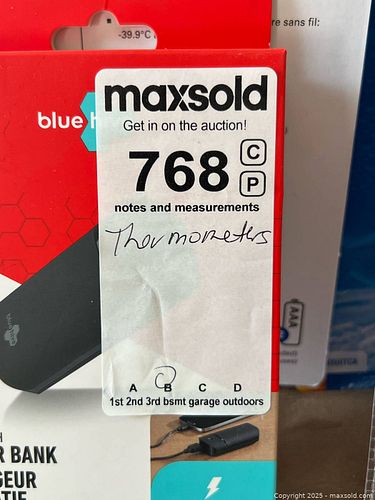 -39.9°C
re sans fil:
blue h
maxsold
Get in on the auction!
768
C
P
notes and measurements
Thermometers
AAA
A B C D
1st 2nd 3rd bsmt garage outdoors
R BANK
GEUR
Copyright 2025 - maxsold.com